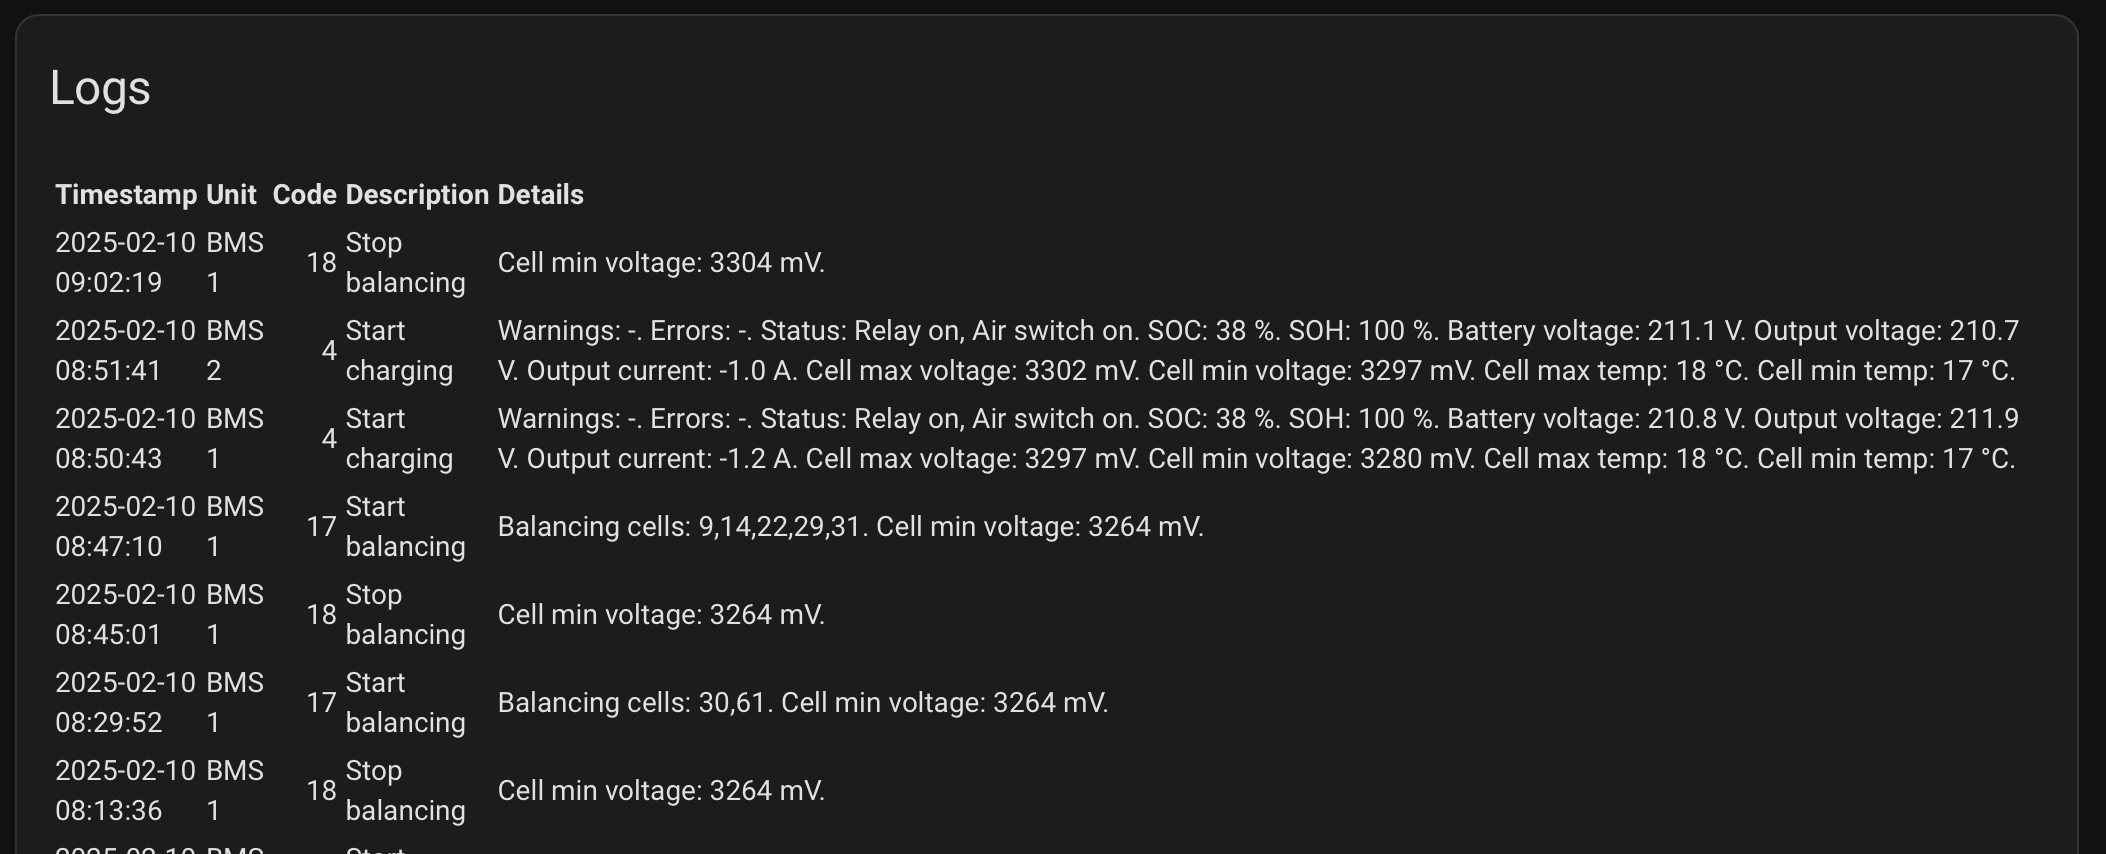 Logs
Timestamp Unit Code Description Details
2025-02-10 BMS Stop
18 Cell min voltage: 3304 mV.
09:02:19 1 balancing
2025-02-10 BMS Start Warnings: -. Errors: -. Status: Relay on, Air switch on. SOC: 38 %. SOH: 100 %. Battery voltage: 211.1 V. Output voltage: 210.7
4
08:51:41 2 charging V. Output current: -1.0 A. Cell max voltage: 3302 mV. Cell min voltage: 3297 mV. Cell max temp: 18 °C. Cell min temp: 17 °C.
2025-02-10 BMS Start Warnings: -. Errors: -. Status: Relay on, Air switch on. SOC: 38 %. SOH: 100 %. Battery voltage: 210.8 V. Output voltage: 211.9
4
08:50:43 1 charging V. Output current: -1.2 A. Cell max voltage: 3297 mV. Cell min voltage: 3280 mV. Cell max temp: 18 °C. Cell min temp: 17 °C.
2025-02-10 BMS Start
17 Balancing cells: 9,14,22,29,31. Cell min voltage: 3264 mV.
08:47:10 1 balancing
2025-02-10 BMS Stop
18 Cell min voltage: 3264 mV.
08:45:01 1 balancing
2025-02-10 BMS Start
17 Balancing cells: 30,61. Cell min voltage: 3264 mV.
08:29:52 1 balancing
2025-02-10 BMS Stop
18 Cell min voltage: 3264 mV.
08:13:36 1 balancing